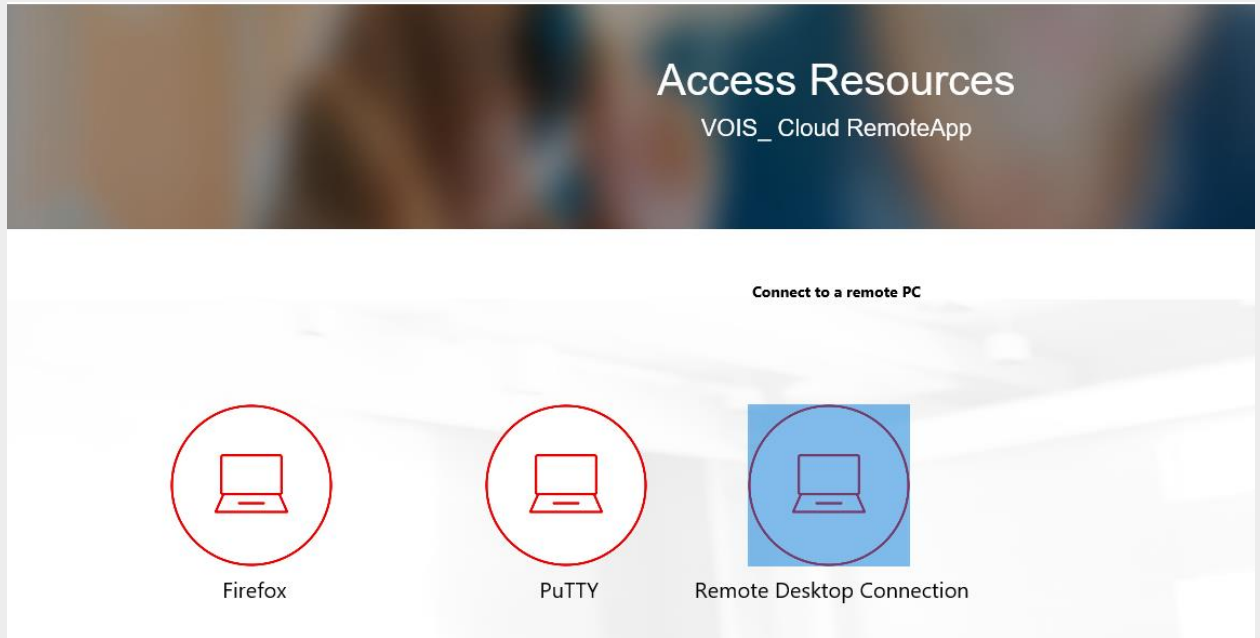 Access Resources
VOIS_ Cloud RemoteApp
Connect to a remote PC
Firefox
PuTTY
Remote Desktop Connection